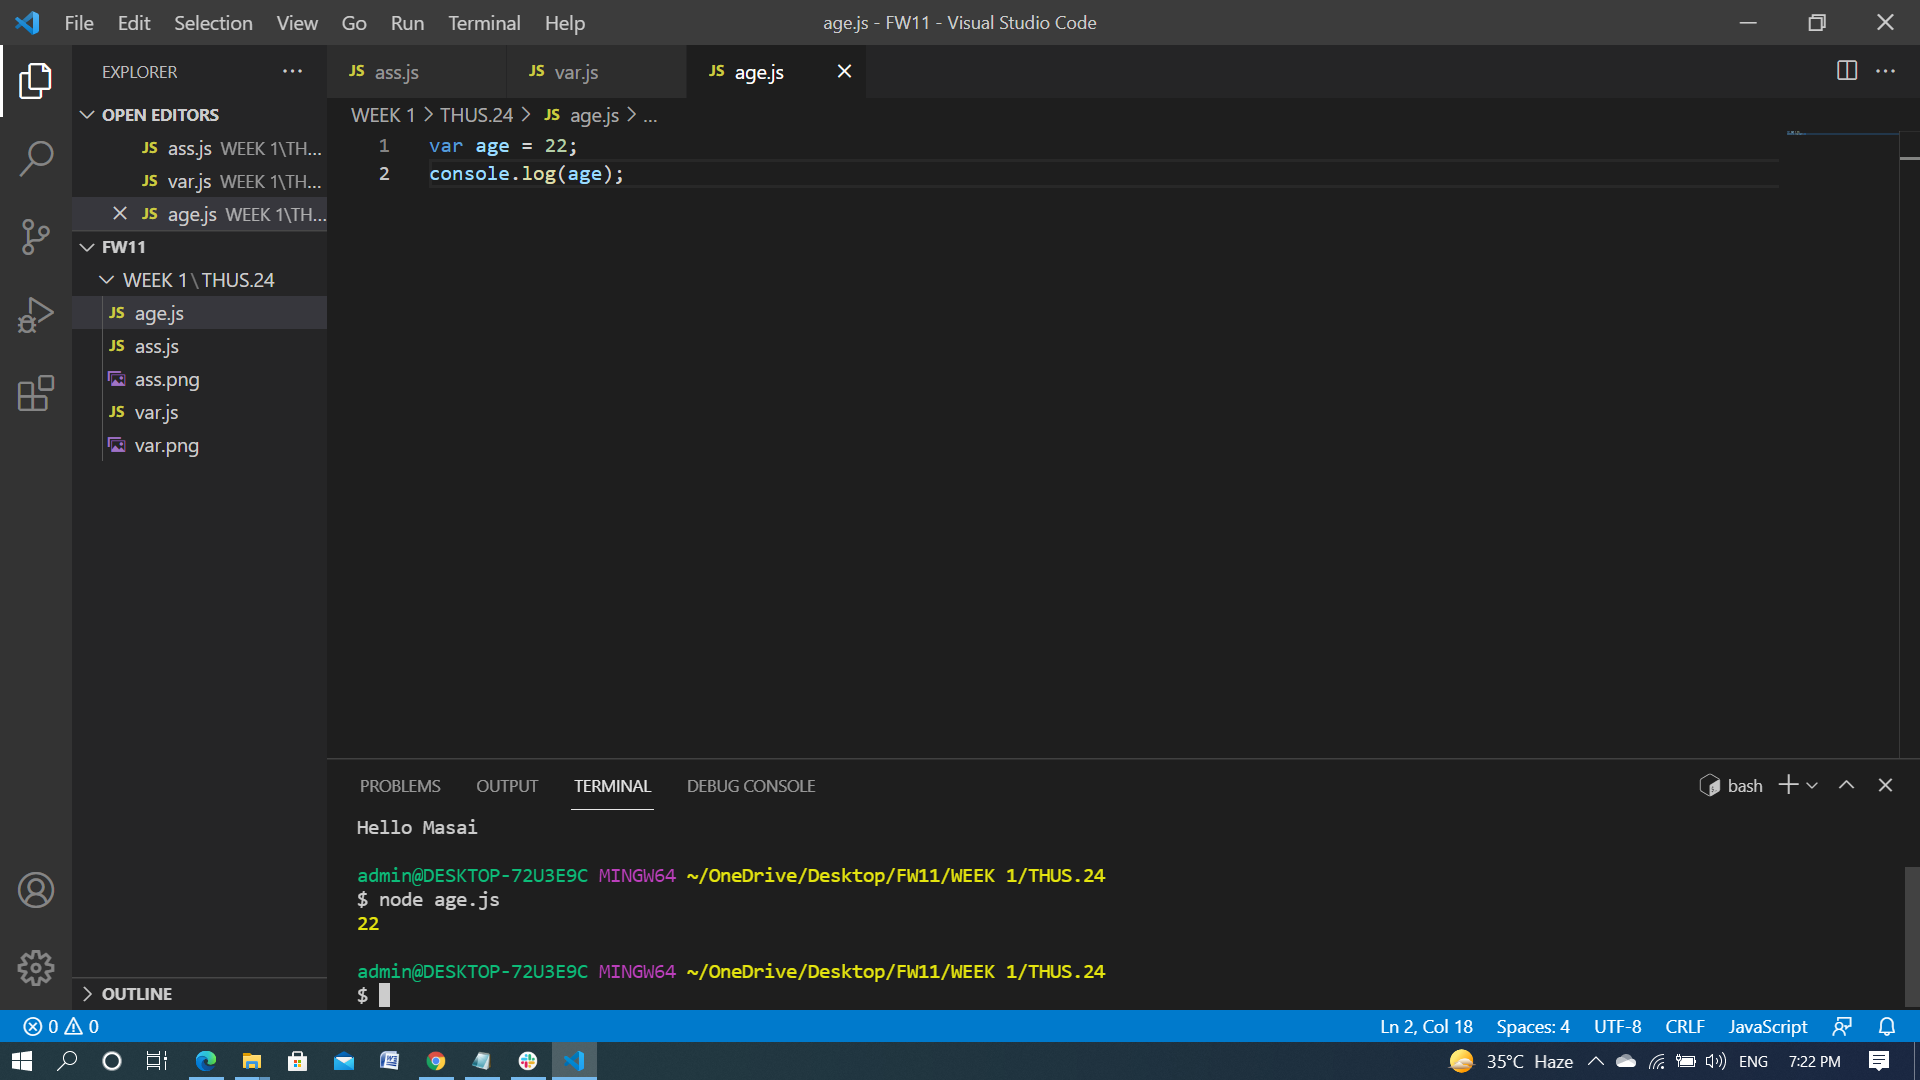 File Edit Selection View Go Run Terminal Help
age.js - FW11 - Visual Studio Code
EXPLORER
JS ass.js
JS var.js
JS age.js
OPEN EDITORS
JS ass.js WEEK 1\TH...
JS var.js WEEK 1\TH...
JS age.js WEEK 1\TH...
FW11
WEEK 1 \ THUS.24
JS age.js
JS ass.js
ass.png
JS var.js
var.png
OUTLINE
WEEK 1 > THUS.24 > JS age.js > ...
1 var age = 22;
2 console.log(age);
PROBLEMS OUTPUT TERMINAL DEBUG CONSOLE
bash
Hello Masai
admin@DESKTOP-72U3E9C MINGW64 ~/OneDrive/Desktop/FW11/WEEK 1/THUS.24
$ node age.js
22
admin@DESKTOP-72U3E9C MINGW64 ~/OneDrive/Desktop/FW11/WEEK 1/THUS.24
$
0 0
Ln 2, Col 18 Spaces: 4 UTF-8 CRLF JavaScript
35°C Haze ENG 7:22 PM